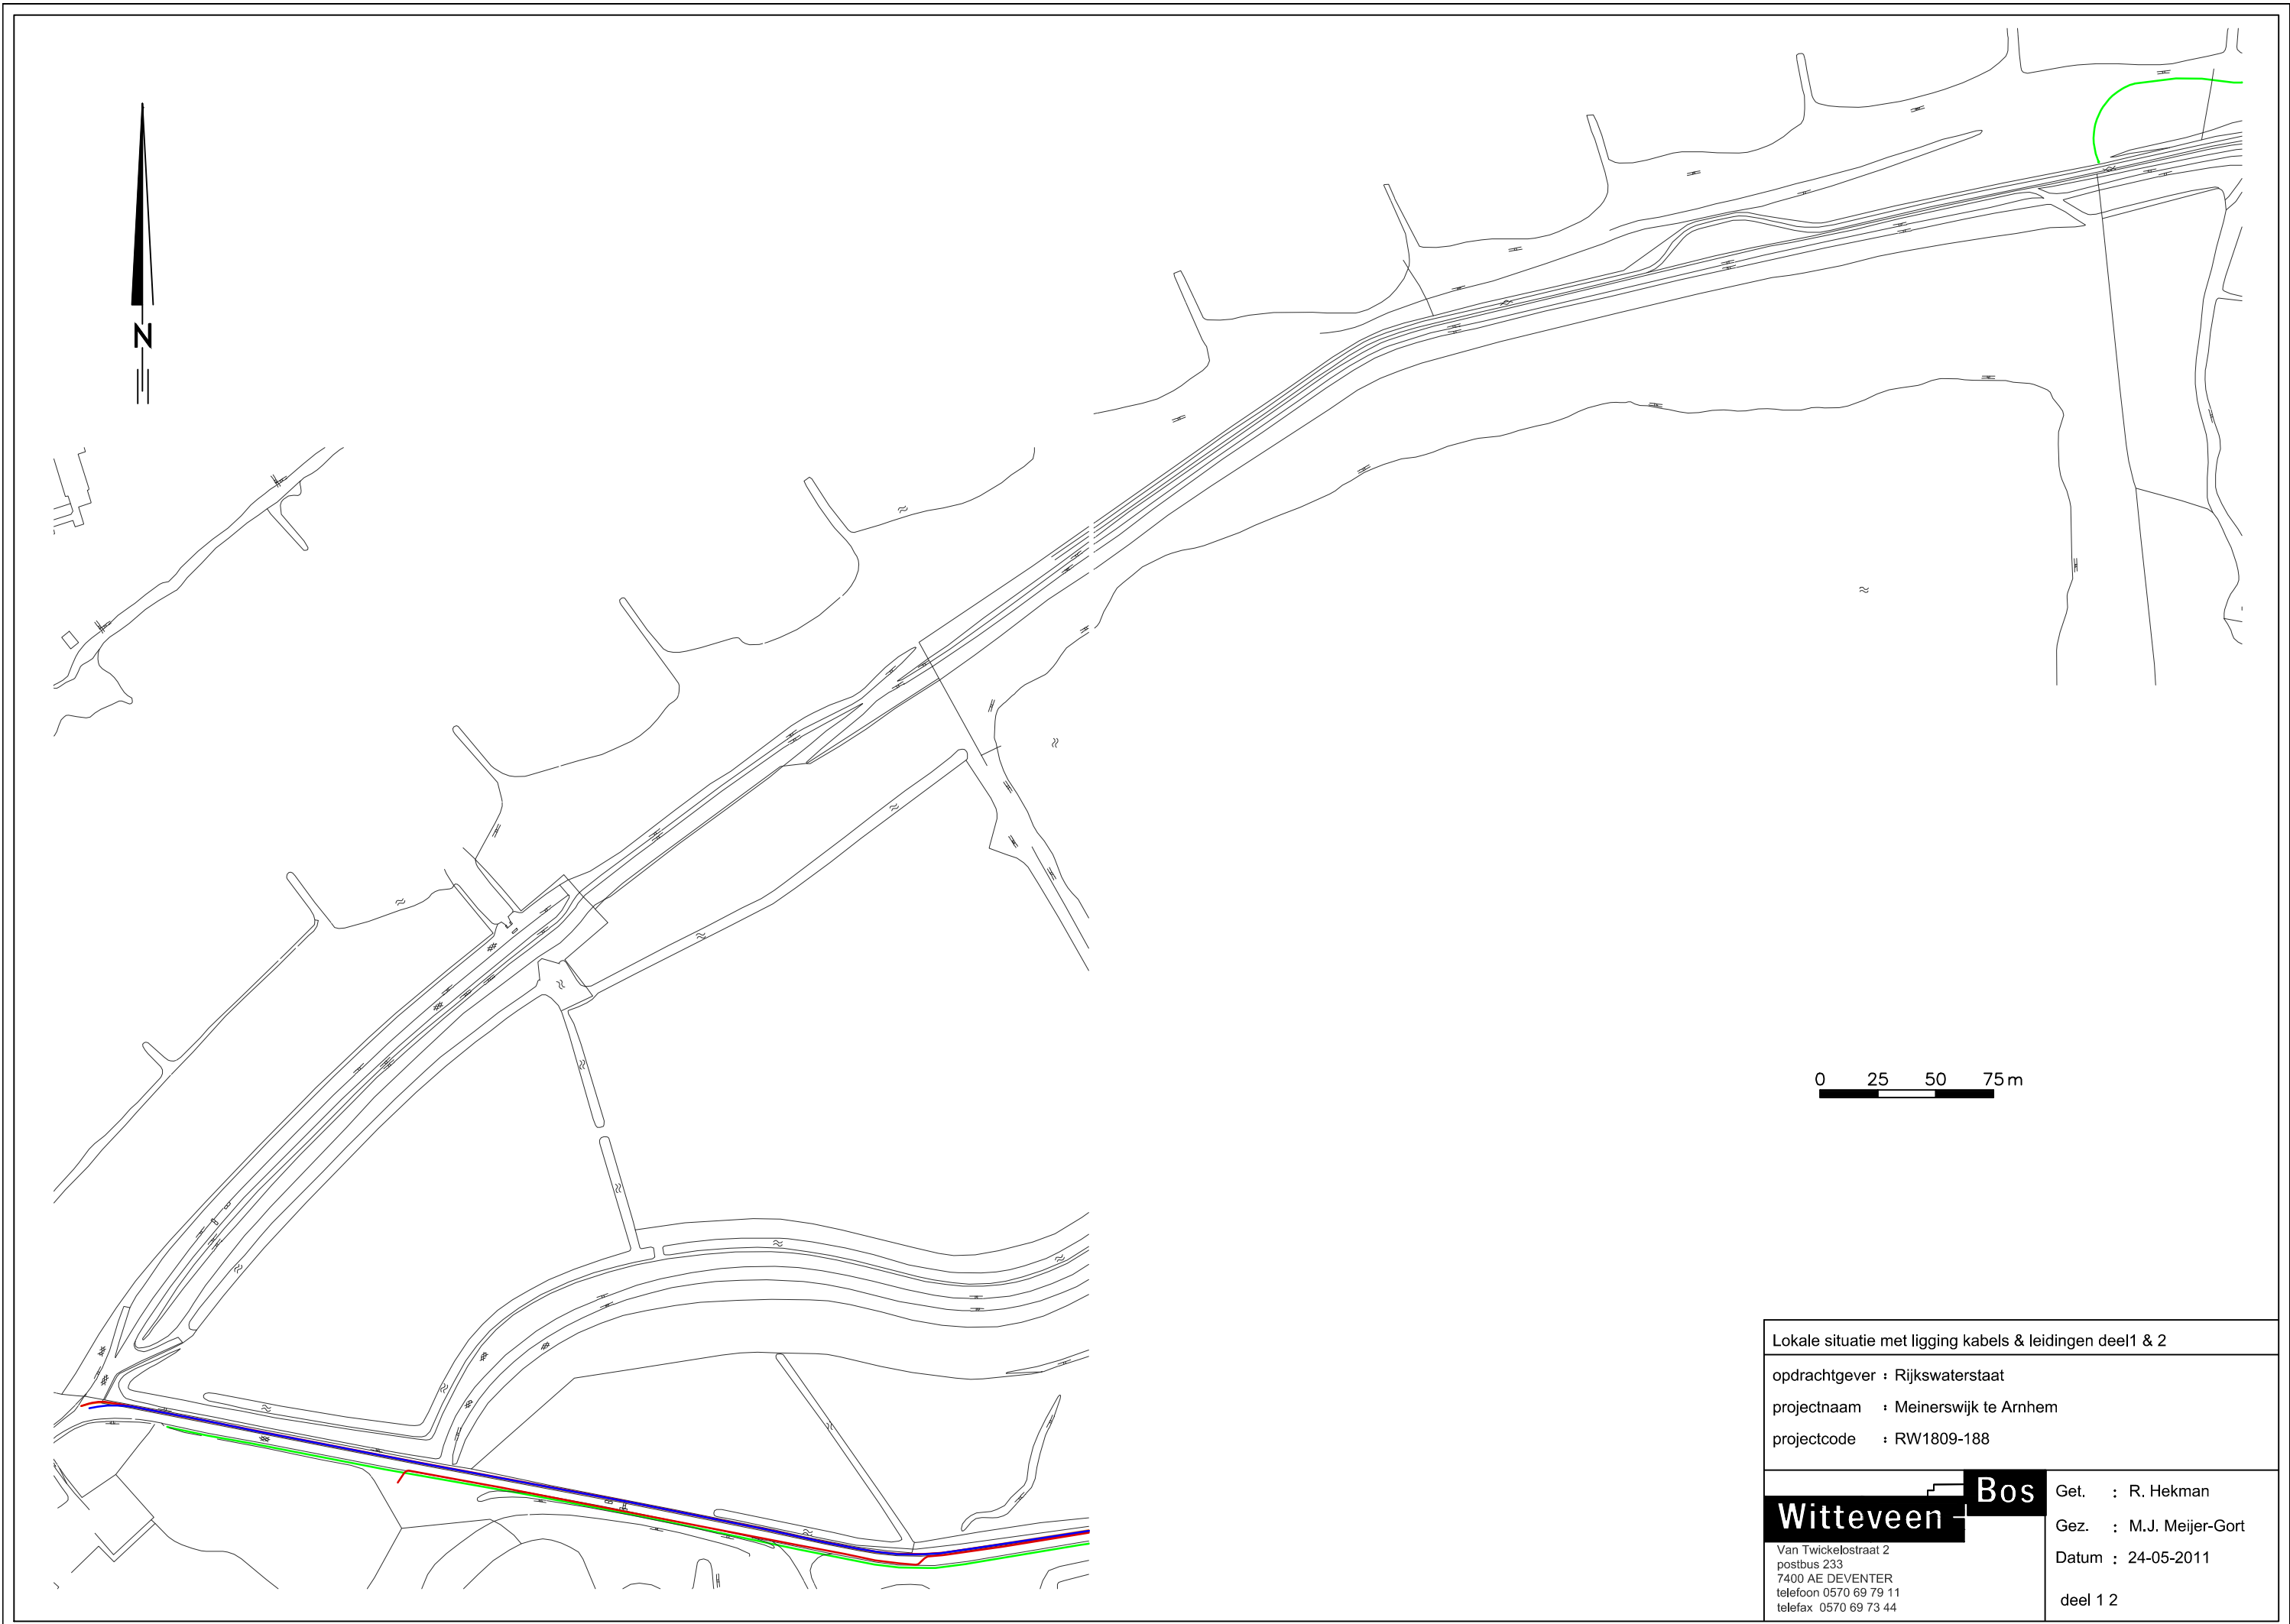 N
0 25 50 75 m
Lokale situatie met ligging kabels & leidingen deel1 & 2
opdrachtgever : Rijkswaterstaat
projectnaam : Meinerswijk te Arnhem
projectcode : RW1809-188
Witteveen Bos
Van Twickelostraat 2
postbus 233
7400 AE DEVENTER
telefoon 0570 69 79 11
telefax 0570 69 73 44
Get. : R. Hekman
Gez. : M.J. Meijer-Gort
Datum : 24-05-2011
deel 1 2